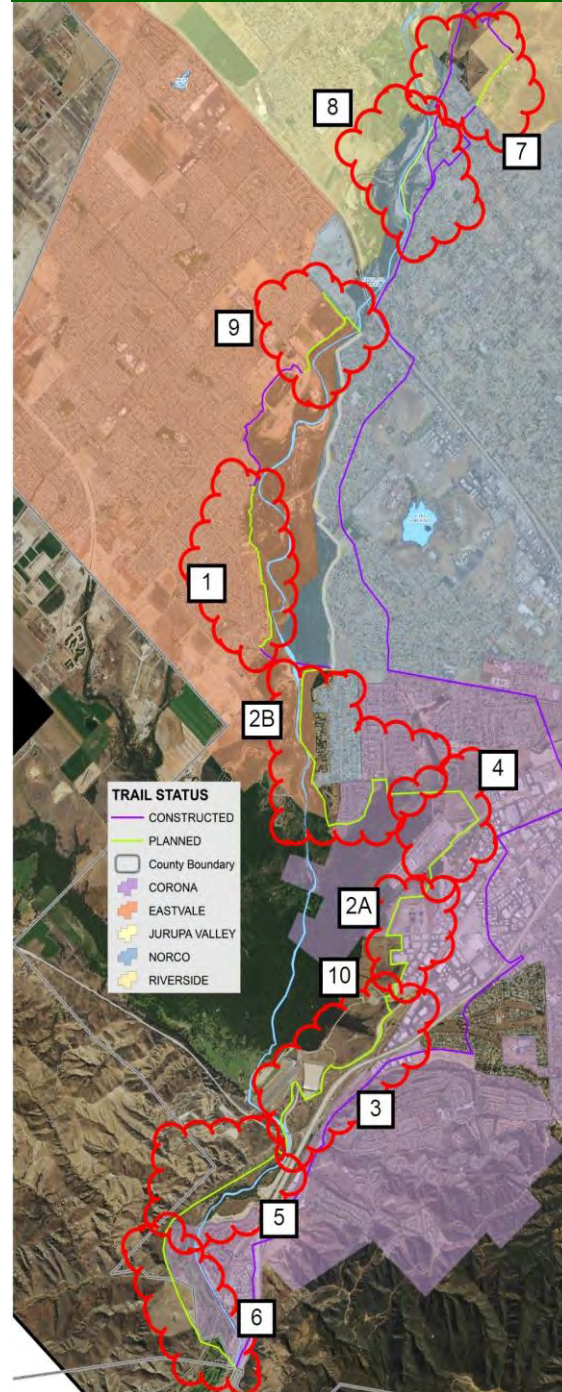 8
7
9
1
2B
4
TRAIL STATUS
CONSTRUCTED
PLANNED
County Boundary
CORONA
EASTVALE
JURUPA VALLEY
NORCO
RIVERSIDE
2A
10
3
5
6